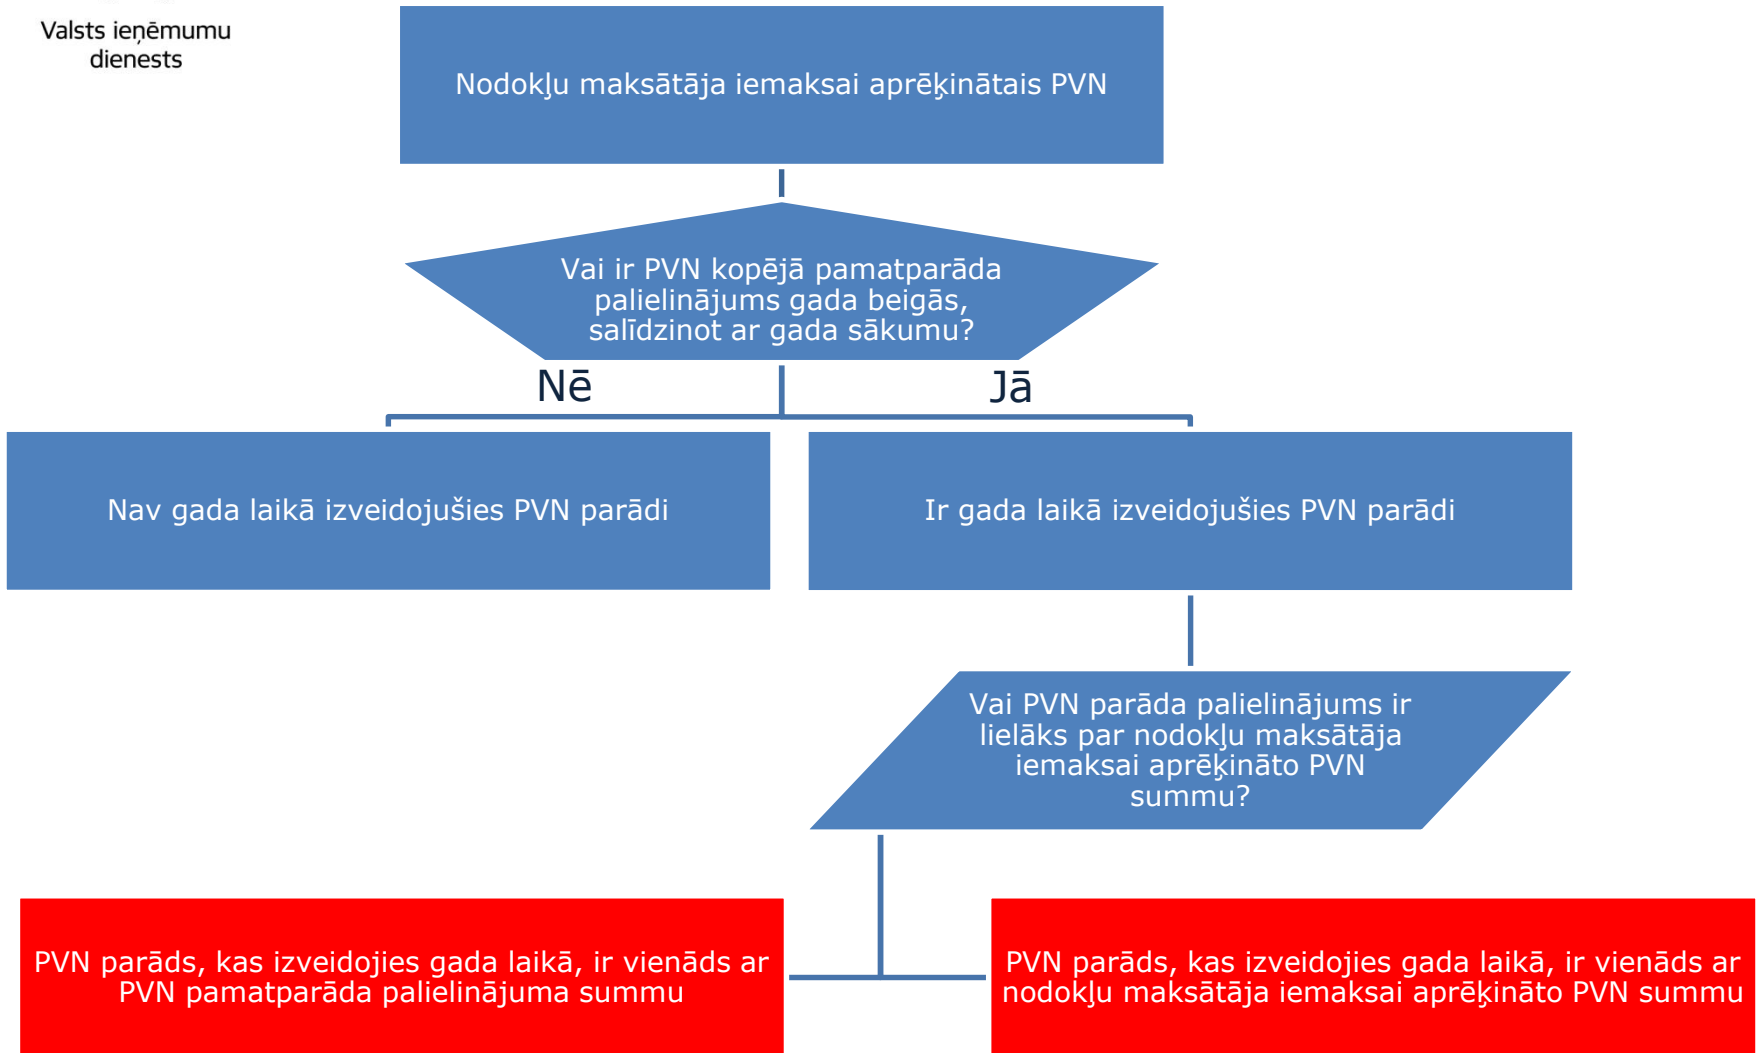 Valsts ieņēmumu
dienests
Nodokļu maksātāja iemaksai aprēķinātais PVN
Vai ir PVN kopējā pamatparāda
palielinājums gada beigās,
salīdzinot ar gada sākumu?
Nē
Jā
Nav gada laikā izveidojušies PVN parādi
Ir gada laikā izveidojušies PVN parādi
Vai PVN parāda palielinājums ir
lielāks par nodokļu maksātāja
iemaksai aprēķināto PVN
summu?
PVN parāds, kas izveidojies gada laikā, ir vienāds ar
PVN pamatparāda palielinājuma summu
PVN parāds, kas izveidojies gada laikā, ir vienāds ar
nodokļu maksātāja iemaksai aprēķināto PVN summu